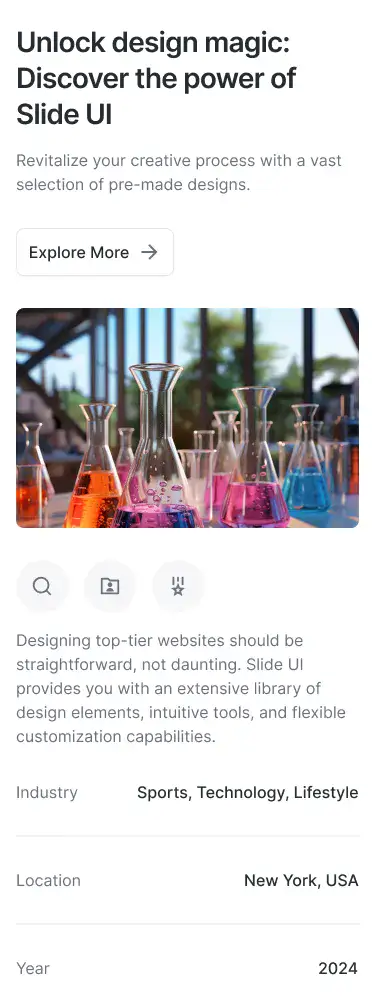 Unlock design magic:
Discover the power of
Slide UI
Revitalize your creative process with a vast
selection of pre-made designs.
Explore More
Designing top-tier websites should be
straightforward, not daunting. Slide UI
provides you with an extensive library of
design elements, intuitive tools, and flexible
customization capabilities.
Industry Sports, Technology, Lifestyle
Location New York, USA
Year 2024